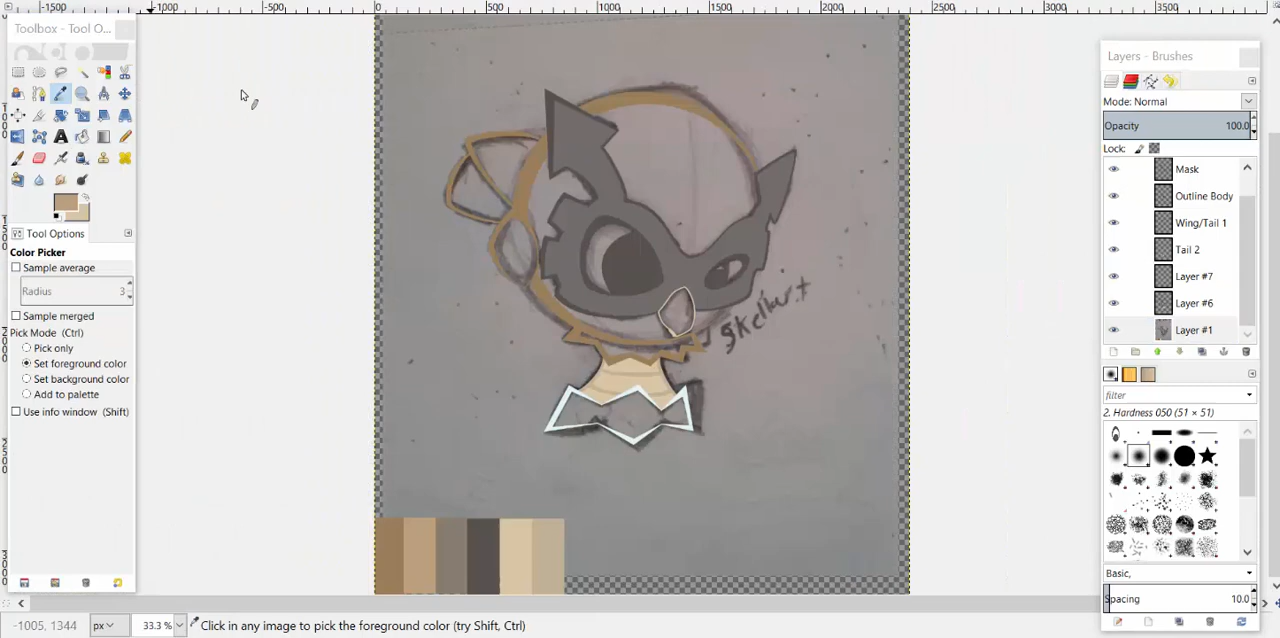 -1500
-1000
-500
0
500
1000
1500
2000
2500
3000
3500
Toolbox - Tool O...
Tool Options
Color Picker
Sample average
Radius 3
Sample merged
Pick Mode (Ctrl)
Pick only
Set foreground color
Set background color
Add to palette
Use info window (Shift)
Layers - Brushes
Mode: Normal
Opacity 100.0
Lock:
Mask
Outline Body
Wing/Tail 1
Tail 2
Layer #7
Layer #6
Layer #1
filter
2. Hardness 050 (51 × 51)
Basic,
Spacing 10.0
-1005, 1344 px 33.3 % Click in any image to pick the foreground color (try Shift, Ctrl)